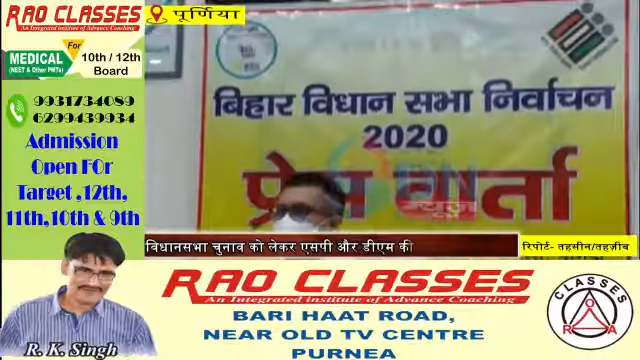 RAO CLASSES
An Integrated Institute of Advance Coaching
MEDICAL
(NEET & Other PMTs)
For
10th / 12th
Board
9931734089
6299439934
Admission
Open FOr
Target ,12th,
11th,10th & 9th
पूर्णिया
बिहार विधान सभा निर्वाचन
2020
प्रेस वार्ता
न्यूज़
विधानसभा चुनाव को लेकर एसपी और डीएम की
रिपोर्ट- तहसीन/तहज़ीब
R. K. Singh
RAO CLASSES
An Integrated Institute of Advance Coaching
BARI HAAT ROAD,
NEAR OLD TV CENTRE
PURNEA
CLASSES
R O A